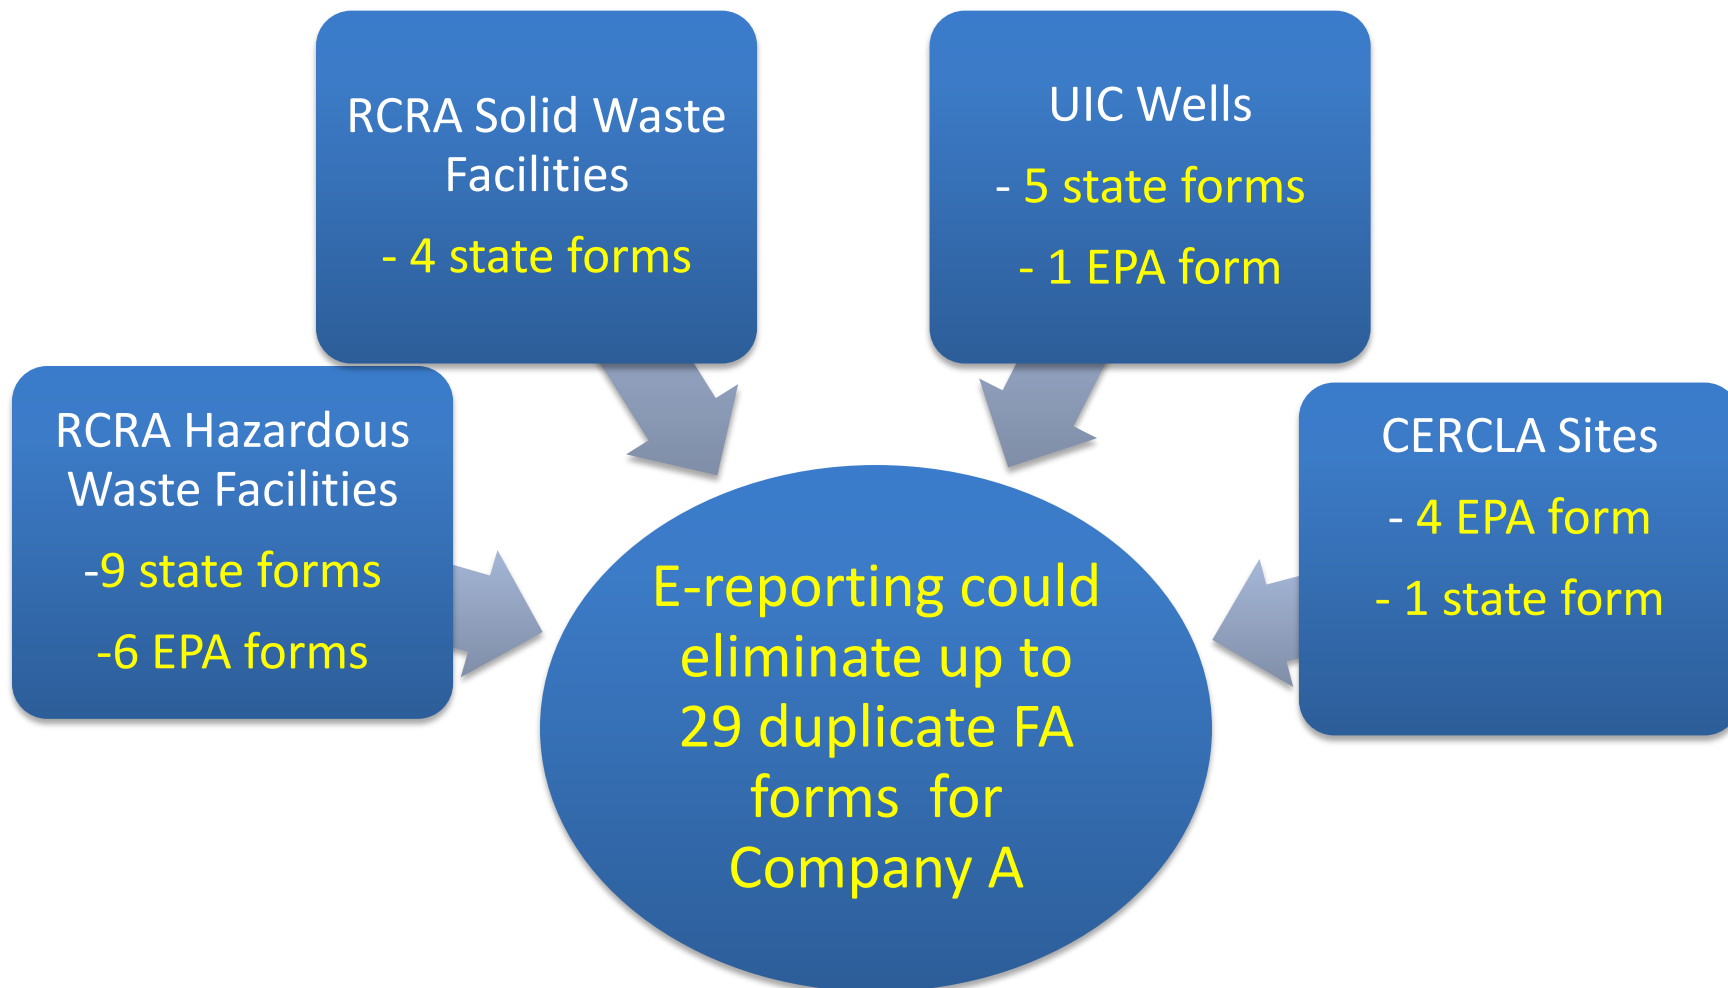 RCRA Solid Waste
Facilities
- 4 state forms
UIC Wells
- 5 state forms
- 1 EPA form
RCRA Hazardous
Waste Facilities
-9 state forms
-6 EPA forms
CERCLA Sites
- 4 EPA form
- 1 state form
E-reporting could
eliminate up to
29 duplicate FA
forms  for
Company A